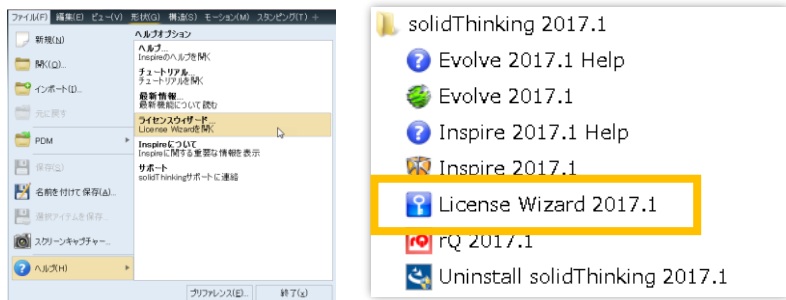 ファイル(F) 編集(E) ビュー(V) 形状(G) 構造(S) モーション(M) スタンピング(T) +
新規(N)
開く(O)...
インポート(I)...
元に戻す
PDM
保存(S)
名前を付けて保存(A)...
選択アイテムを保存...
スクリーンキャプチャー...
ヘルプ(H)
ヘルプオプション
ヘルプ...
Inspireのヘルプを開く
チュートリアル...
チュートリアルを開く
最新情報...
最新機能について読む
ライセンスウィザード...
License Wizardを開く
Inspireについて
Inspireに関する重要な情報を表示
サポート
solidThinkingサポートに連絡
プリファレンス(E)...
終了(x)
solidThinking 2017.1
Evolve 2017.1 Help
Evolve 2017.1
Inspire 2017.1 Help
Inspire 2017.1
License Wizard 2017.1
rQ 2017.1
Uninstall solidThinking 2017.1